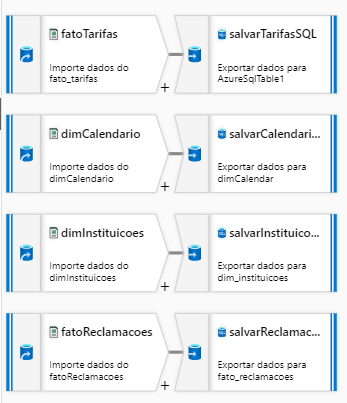 fatoTarifas
salvarTarifasSQL
Importe dados do
fato_tarifas
Exportar dados para
AzureSqlTable1
+
dimCalendario
salvarCalendari...
Importe dados do
dimCalendario
Exportar dados para
dimCalendar
+
dimInstituicoes
salvarInstituico...
Importe dados do
dimInstituicoes
Exportar dados para
dim_instituicoes
+
fatoReclamacoes
salvarReclamac...
Importe dados do
fatoReclamacoes
Exportar dados para
fato_reclamacoes
+